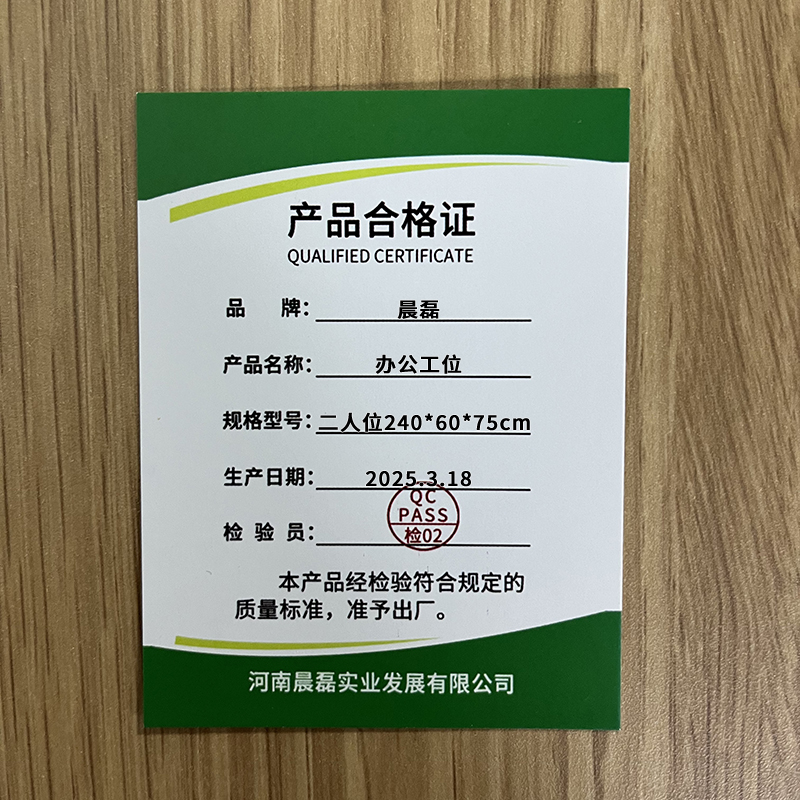 产品合格证
QUALIFIED CERTIFICATE
品 牌：晨磊
产品名称：办公工位
规格型号：二人位240*60*75cm
生产日期：2025.3.18
检 验 员：QC
PASS
检02
本产品经检验符合规定的
质量标准，准予出厂。
河南晨磊实业发展有限公司